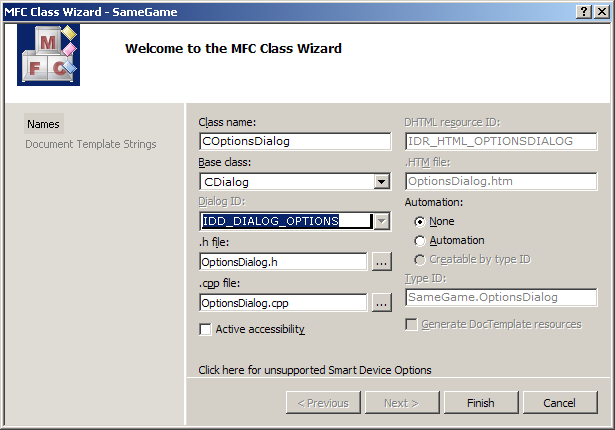 MFC Class Wizard - SameGame
M
F C
Welcome to the MFC Class Wizard
Names
Document Template Strings
Class name:
COptionsDialog
Base class:
CDialog
Dialog ID:
IDD_DIALOG_OPTIONS
.h file:
OptionsDialog.h
...
.cpp file:
OptionsDialog.cpp
...
Active accessibility
DHTML resource ID:
IDR_HTML_OPTIONSDIALOG
.HTM file:
OptionsDialog.htm
Automation:
None
Automation
Creatable by type ID
Type ID:
SameGame.OptionsDialog
Generate DocTemplate resources
Click here for unsupported Smart Device Options
< Previous
Next >
Finish
Cancel